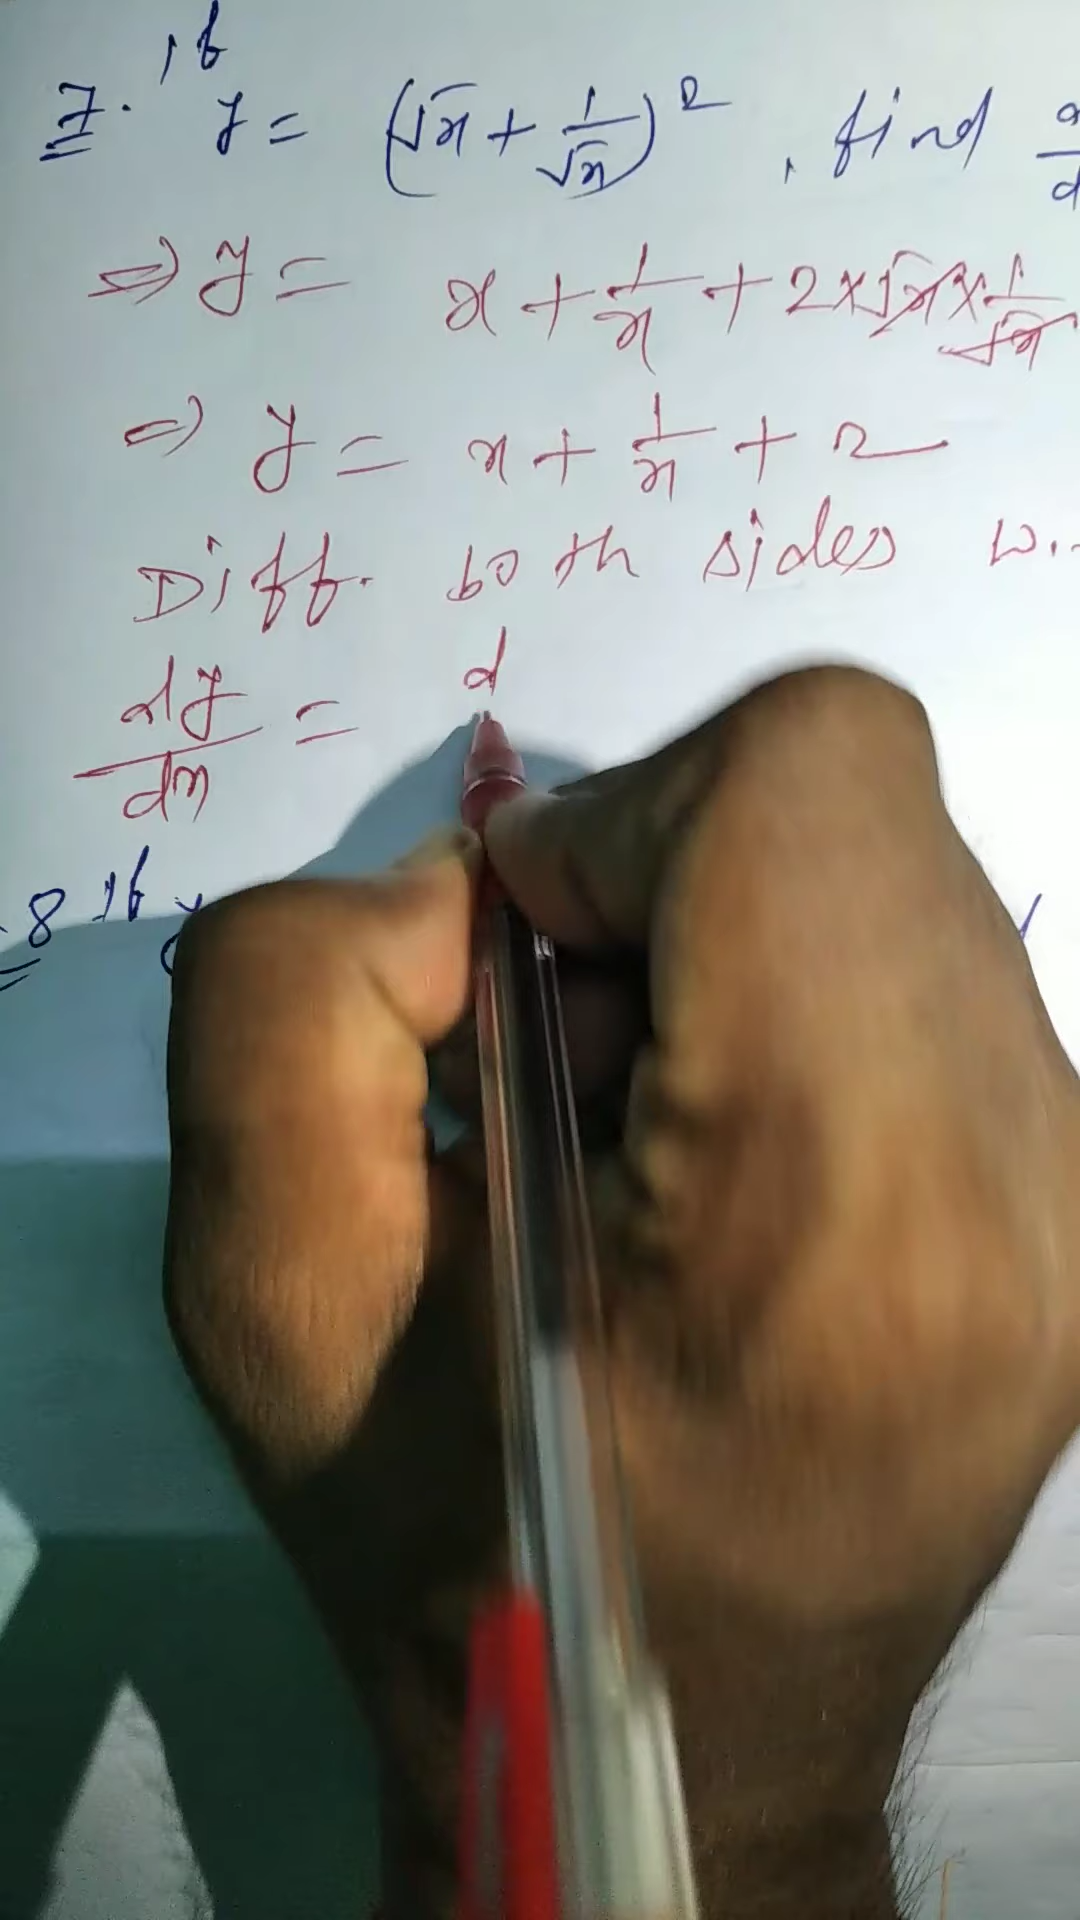 7. If y = (√x + 1/√x)², find
⇒ y = x + 1/x + 2×√x×1/√x
⇒ y = x + 1/x + 2
Diff. both sides w.
dy/dx = d
8 If y